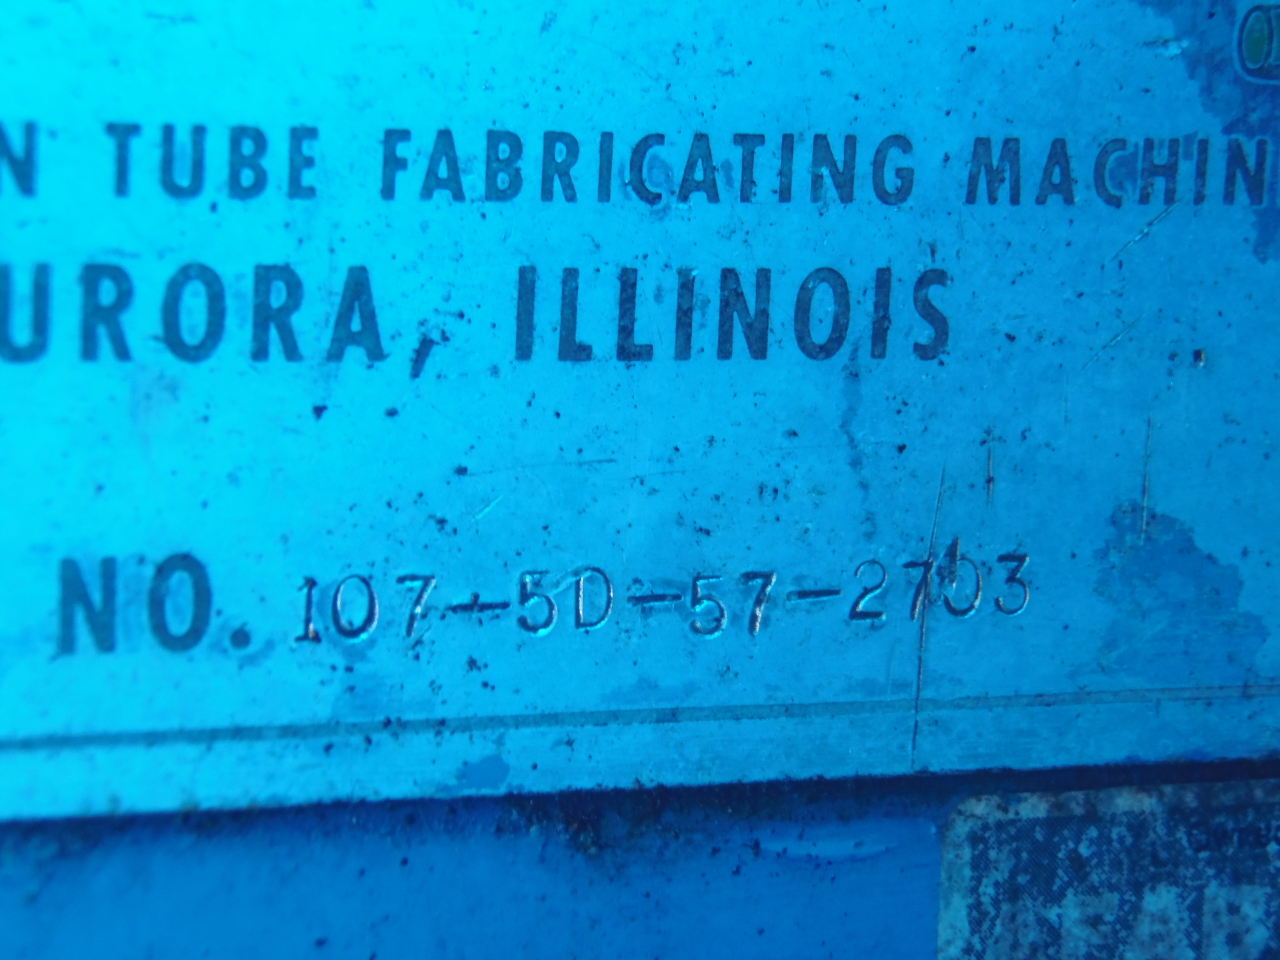 N TUBE FABRICATING MACHIN
URORA, ILLINOIS
NO. 107-5D-57-2703